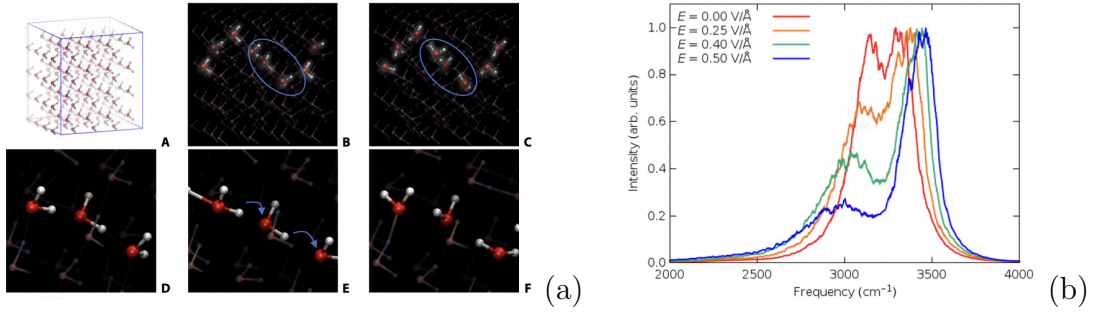 A
B
C
D
E
F
(a)
E = 0.00 V/Å
E = 0.25 V/Å
E = 0.40 V/Å
E = 0.50 V/Å
1.0
0.8
0.6
0.4
0.2
0.0
Intensity (arb. units)
2000 2500 3000 3500 4000
Frequency (cm⁻¹)
(b)